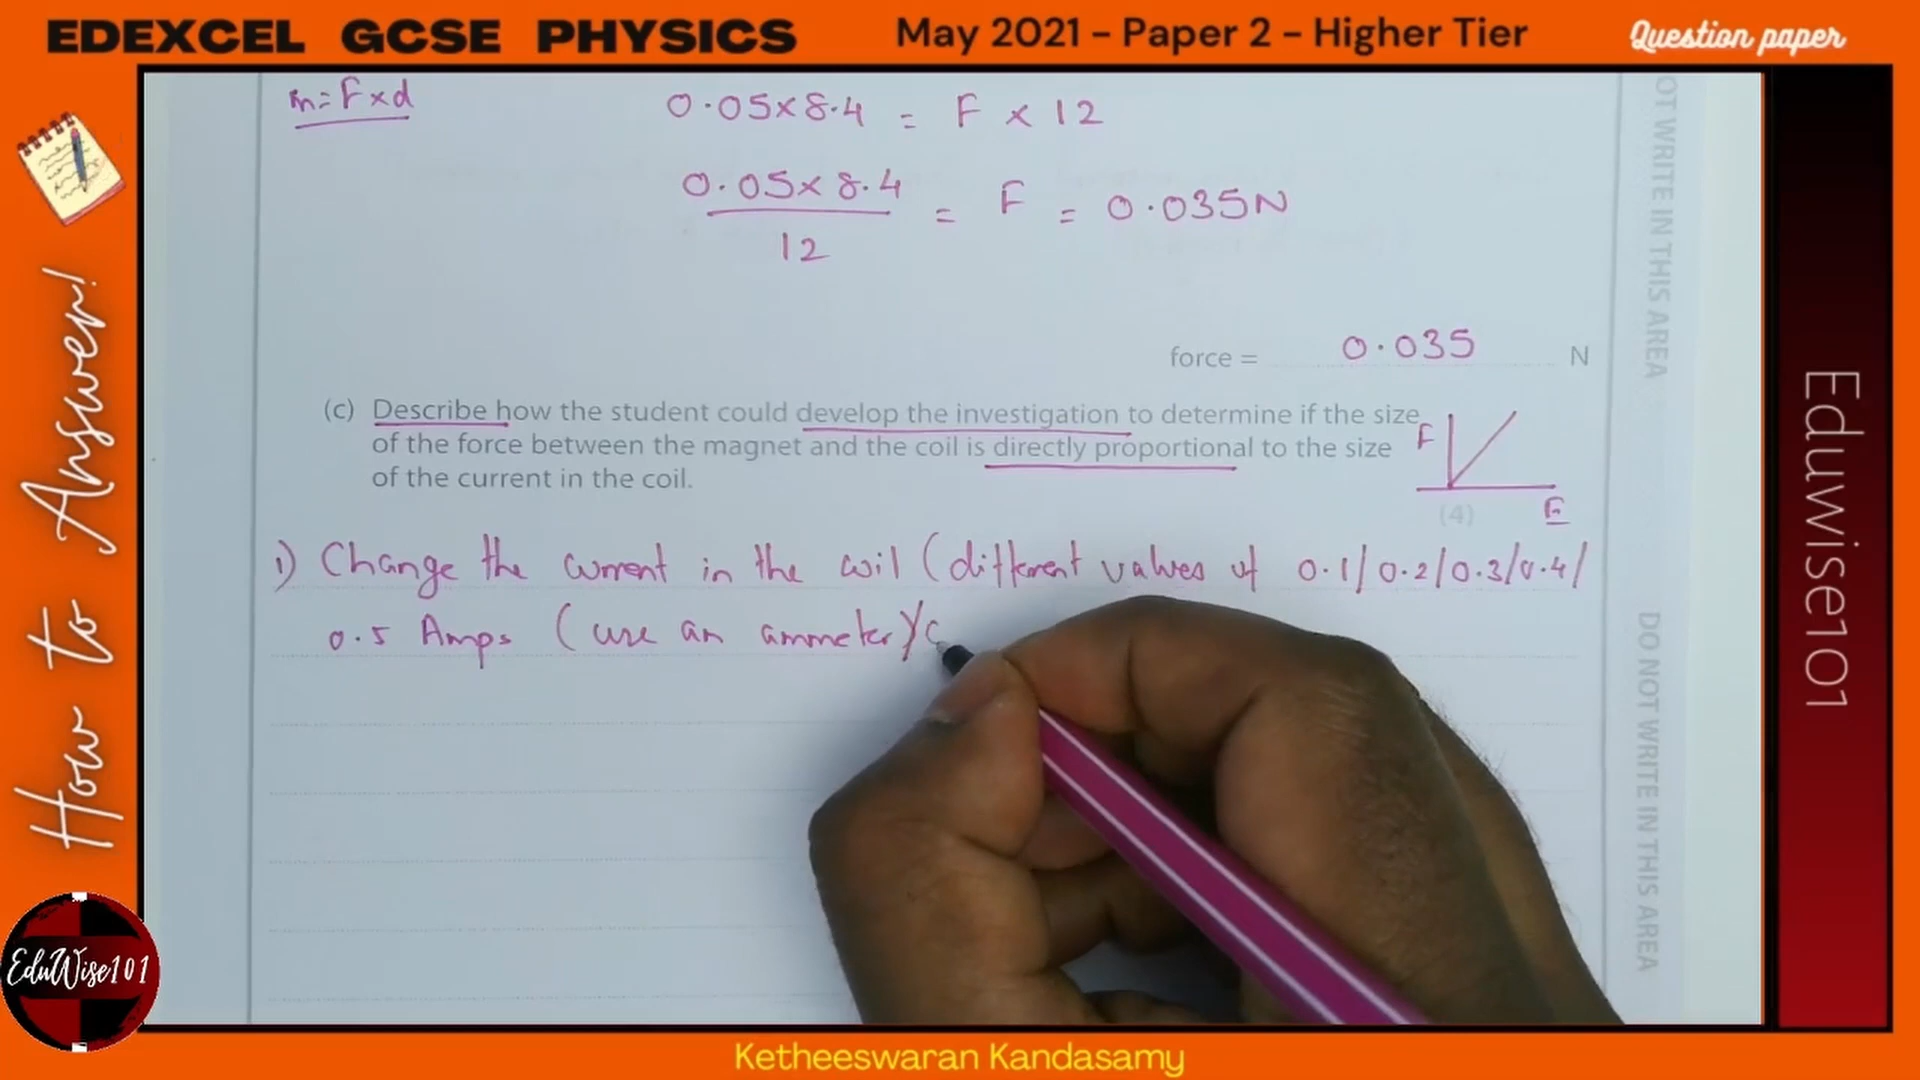 EDEXCEL GCSE PHYSICS
May 2021 - Paper 2 - Higher Tier
Question paper
How to Answer!
m = F x d
0.05 x 8.4 = F x 12
0.05 x 8.4
12
= F = 0.035N
force = 0.035 N
(c) Describe how the student could develop the investigation to determine if the size
of the force between the magnet and the coil is directly proportional to the size
of the current in the coil.
F
(4)
1) Change the current in the coil (different values of 0.1/0.2/0.3/0.4/
0.5 Amps (use an ammeter)
OT WRITE IN THIS AREA
DO NOT WRITE IN THIS AREA
Eduwise101
EduWise101
Ketheeswaran Kandasamy